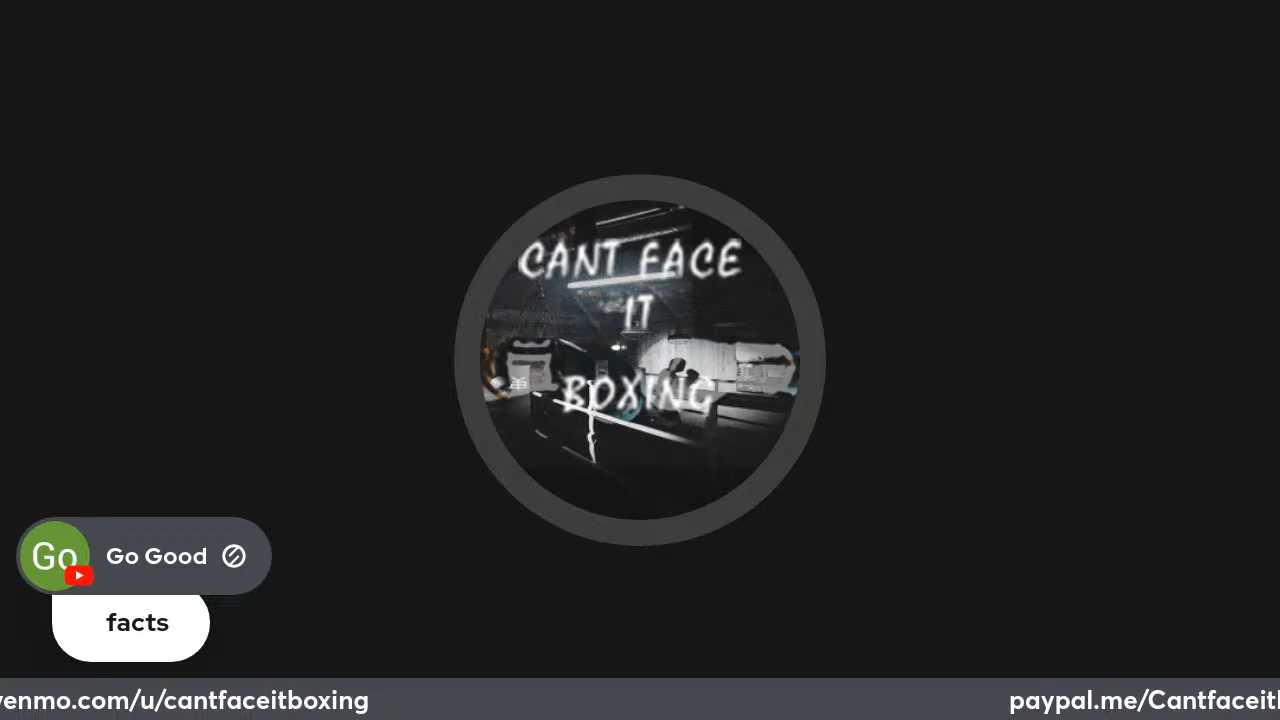 CANT FACE
IT
BOXING
Go
Go Good
facts
venmo.com/u/cantfaceitboxing
paypal.me/Cantfaceit